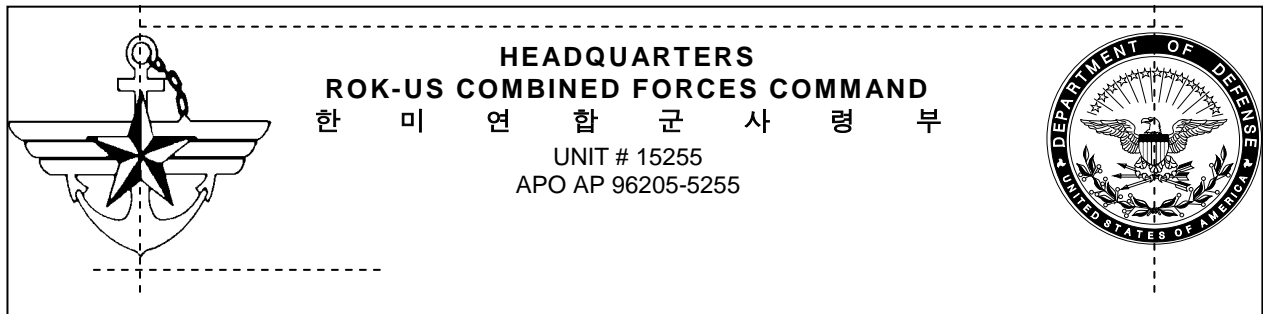 HEADQUARTERS
ROK-US COMBINED FORCES COMMAND
한 미 연 합 군 사 령 부
UNIT # 15255
APO AP 96205-5255
DEPARTMENT OF DEFENSE
UNITED STATES OF AMERICA